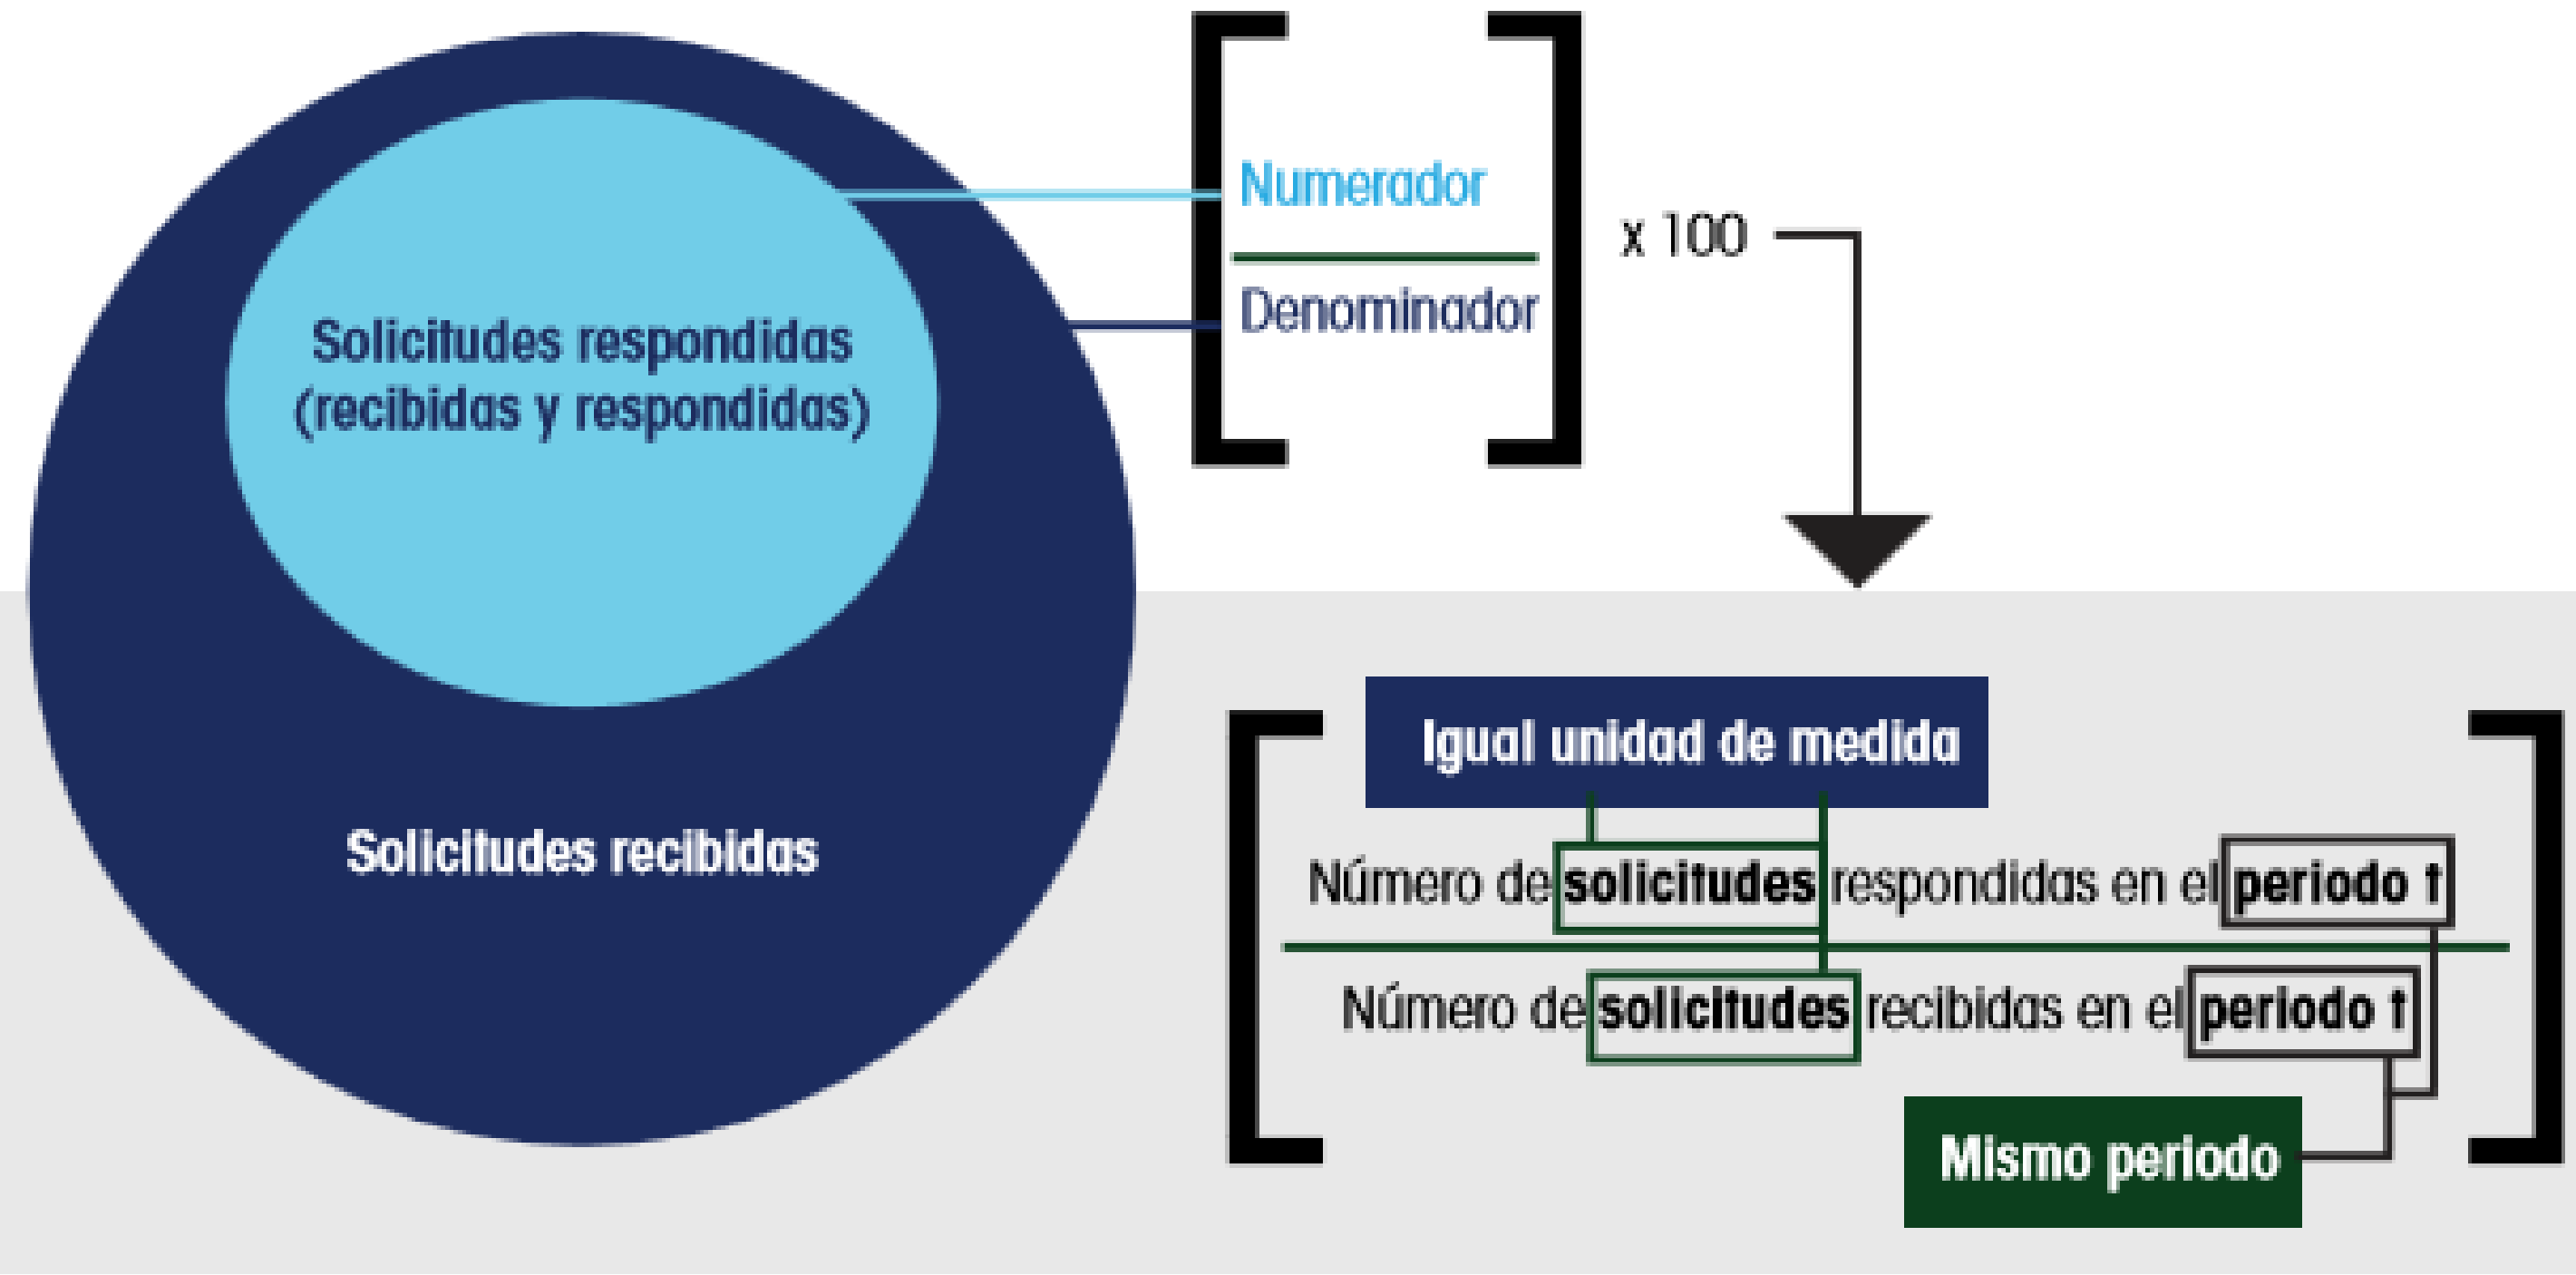 Numerador
Denominador
x 100
Solicitudes respondidas
(recibidas y respondidas)
Solicitudes recibidas
Igual unidad de medida
Número de solicitudes respondidas en el periodo t
Número de solicitudes recibidas en el periodo t
Mismo periodo